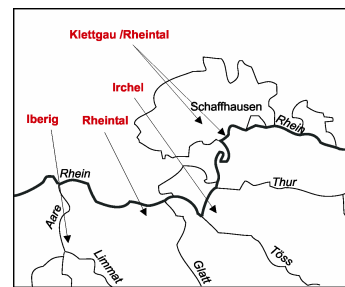 Klettgau /Rheintal
Irchel
Schaffhausen
Iberig
Rheintal
Rhein
Rhein
Thur
Aare
Limmat
Glatt
Töss